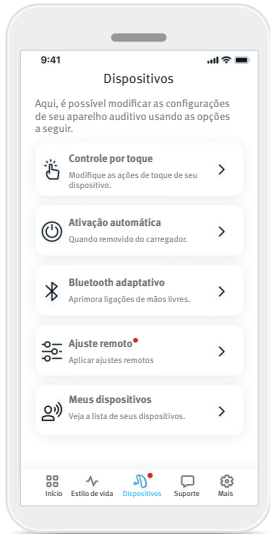 9:41
Dispositivos
Aqui, é possível modificar as configurações
de seu aparelho auditivo usando as opções
a seguir.
Controle por toque
Modifique as ações de toque de seu
dispositivo.
Ativação automática
Quando removido do carregador.
Bluetooth adaptativo
Aprimora ligações de mãos livres.
Ajuste remoto
Aplicar ajustes remotos
Meus dispositivos
Veja a lista de seus dispositivos.
Início Estilo de vida Dispositivos Suporte Mais